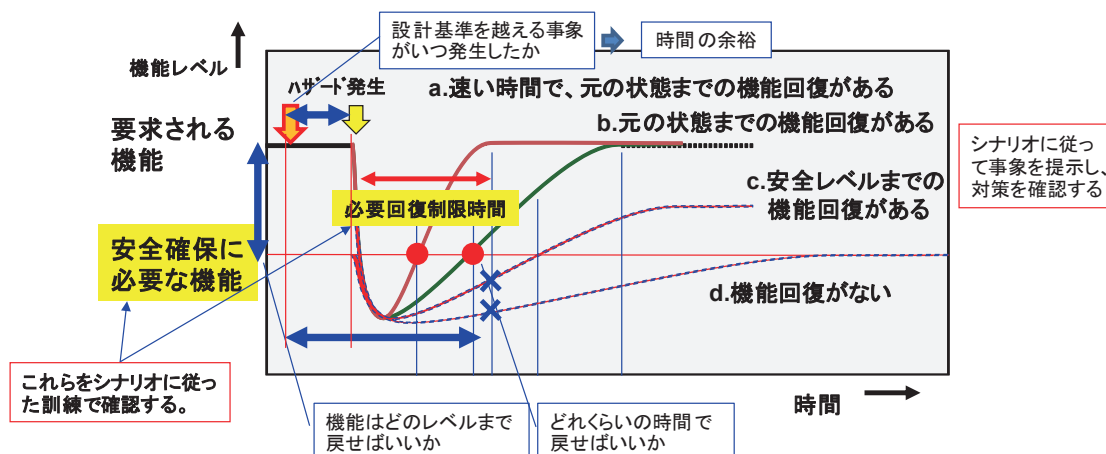 設計基準を越える事象
がいつ発生したか
時間の余裕
機能レベル
ハザード発生
a.速い時間で、元の状態までの機能回復がある
要求される
機能
b.元の状態までの機能回復がある
シナリオに従っ
て事象を提示し、
対策を確認する
c.安全レベルまでの
機能回復がある
必要回復制限時間
安全確保に
必要な機能
d.機能回復がない
これらをシナリオに従っ
た訓練で確認する。
時間
機能はどのレベルまで
戻せばいいか
どれくらいの時間で
戻せばいいか